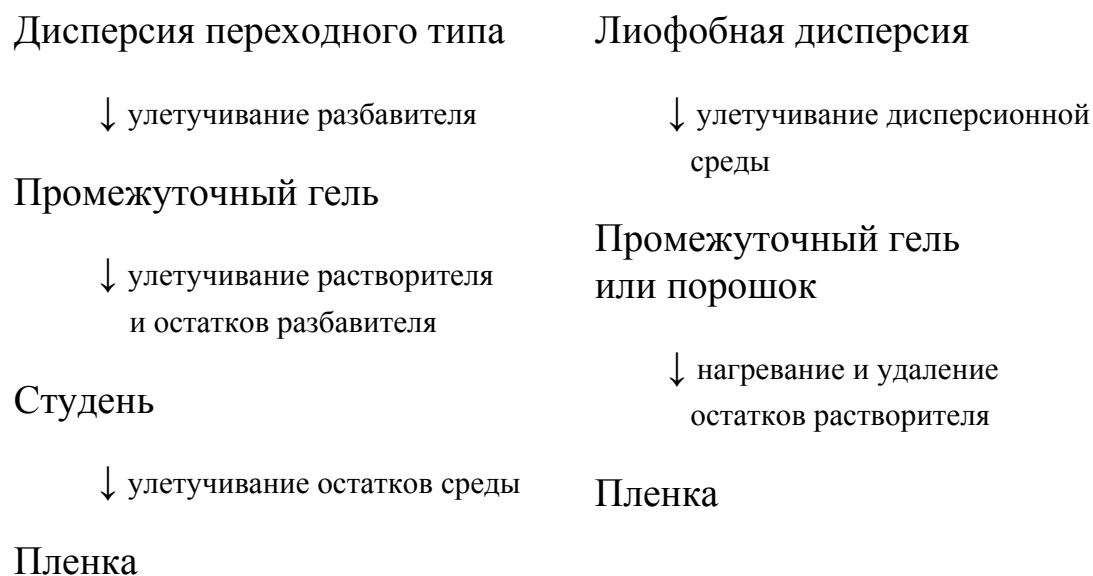 Дисперсия переходного типа
↓ улетучивание разбавителя
Промежуточный гель
↓ улетучивание растворителя
и остатков разбавителя
Студень
↓ улетучивание остатков среды
Пленка
Лиофобная дисперсия
↓ улетучивание дисперсионной
среды
Промежуточный гель
или порошок
↓ нагревание и удаление
остатков растворителя
Пленка